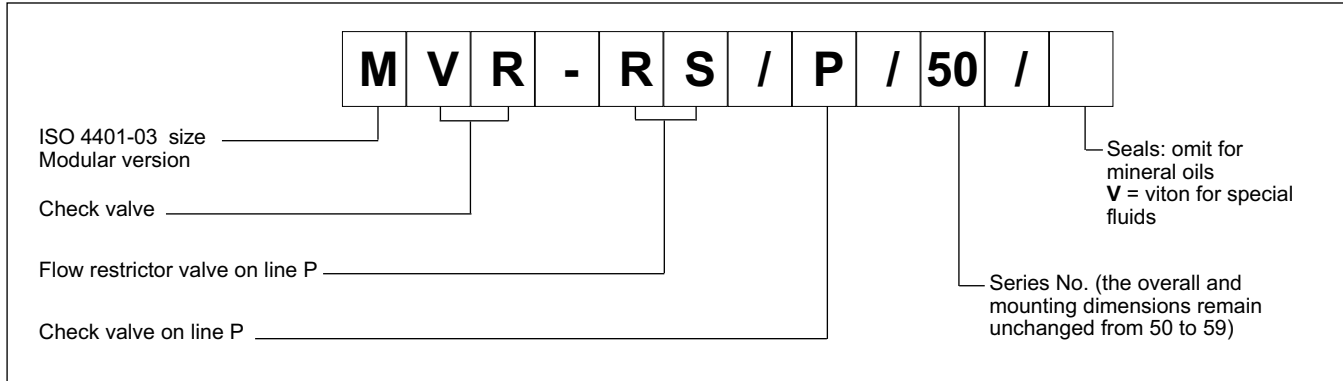 MVR-RS/P/50/
ISO 4401-03 size
Modular version
Check valve
Flow restrictor valve on line P
Check valve on line P
Seals: omit for
mineral oils
V = viton for special
fluids
Series No. (the overall and
mounting dimensions remain
unchanged from 50 to 59)